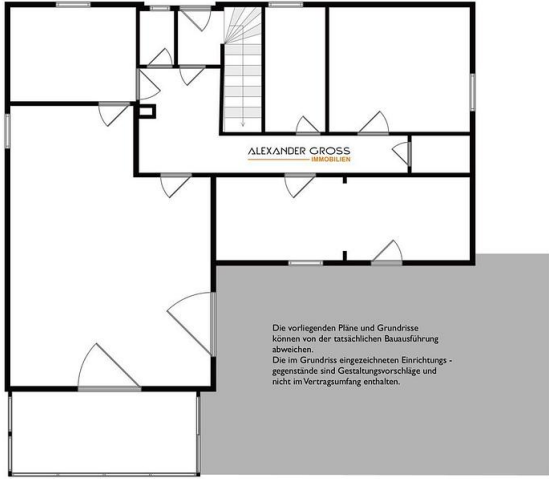 ALEXANDER GROSS
IMMOBILIEN
Die vorliegenden Pläne und Grundrisse
können von der tatsächlichen Bauausführung
abweichen.
Die im Grundriss eingezeichneten Einrichtungs -
gegenstände sind Gestaltungsvorschläge und
nicht im Vertragsumfang enthalten.